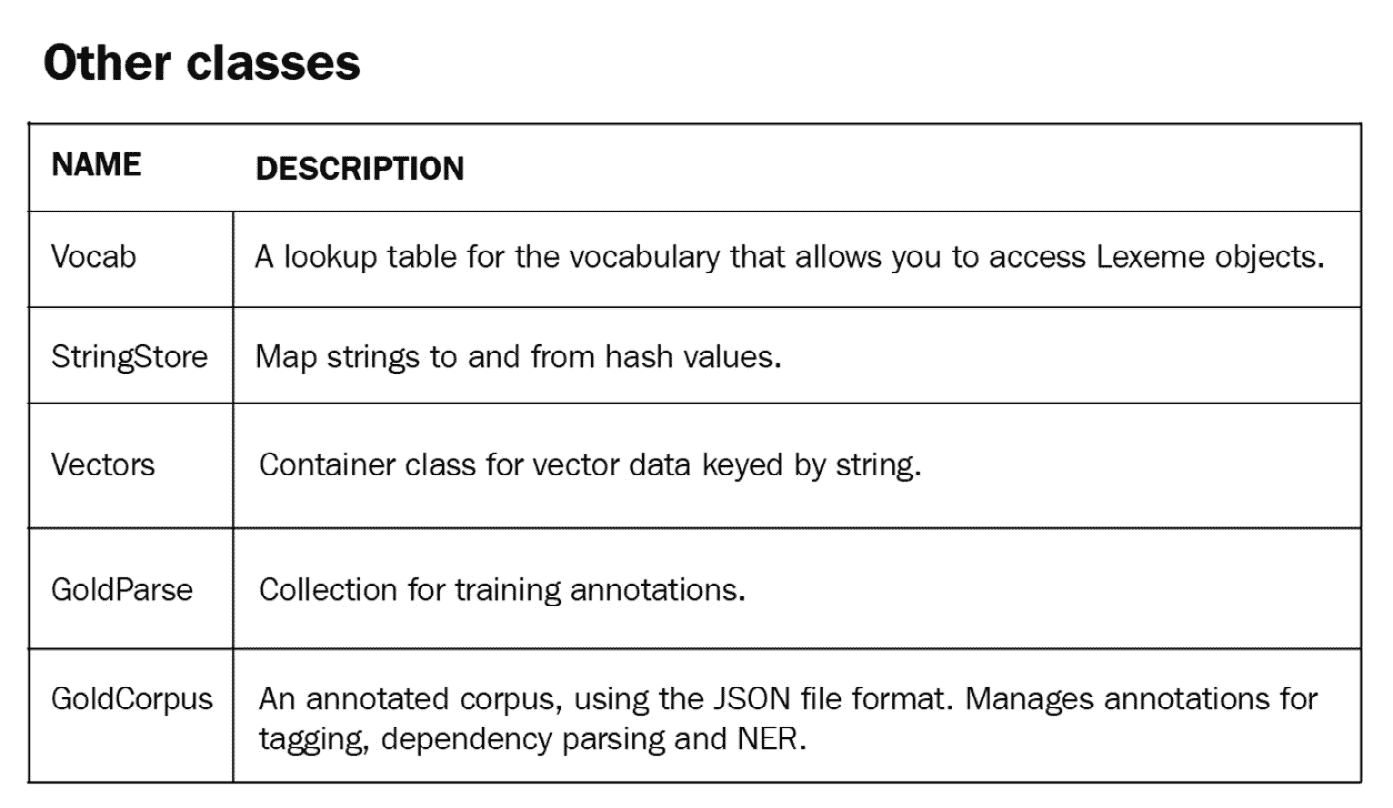 Other classes
NAME DESCRIPTION
Vocab A lookup table for the vocabulary that allows you to access Lexeme objects.
StringStore Map strings to and from hash values.
Vectors Container class for vector data keyed by string.
GoldParse Collection for training annotations.
GoldCorpus An annotated corpus, using the JSON file format. Manages annotations for
tagging, dependency parsing and NER.